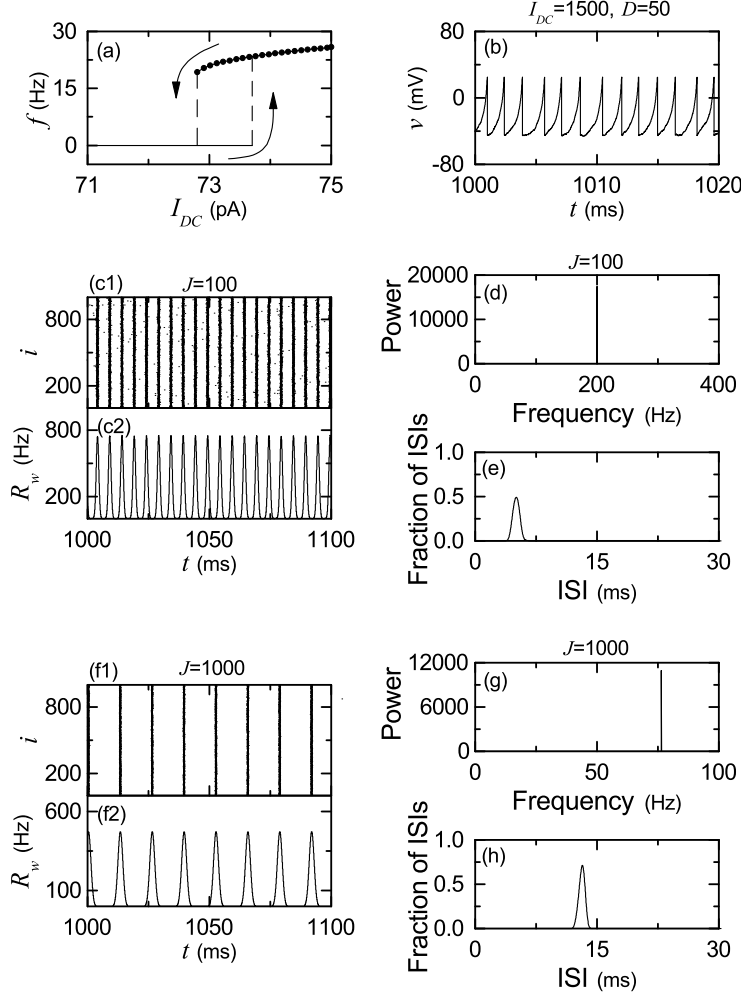 (a)
30
15
0
f (Hz)
71 73 75
I_DC (pA)
I_DC=1500, D=50
(b)
80
0
-80
v (mV)
1000 1010 1020
t (ms)
(c1) J=100
800
200
i
(c2)
800
200
R_w (Hz)
1000 1050 1100
t (ms)
J=100
(d)
20000
10000
0
Power
0 200 400
Frequency (Hz)
(e)
1.0
0.5
0.0
Fraction of ISIs
0 15 30
ISI (ms)
(f1) J=1000
800
200
i
(f2)
600
100
R_w (Hz)
1000 1050 1100
t (ms)
J=1000
(g)
12000
6000
0
Power
0 50 100
Frequency (Hz)
(h)
1.0
0.5
0.0
Fraction of ISIs
0 15 30
ISI (ms)